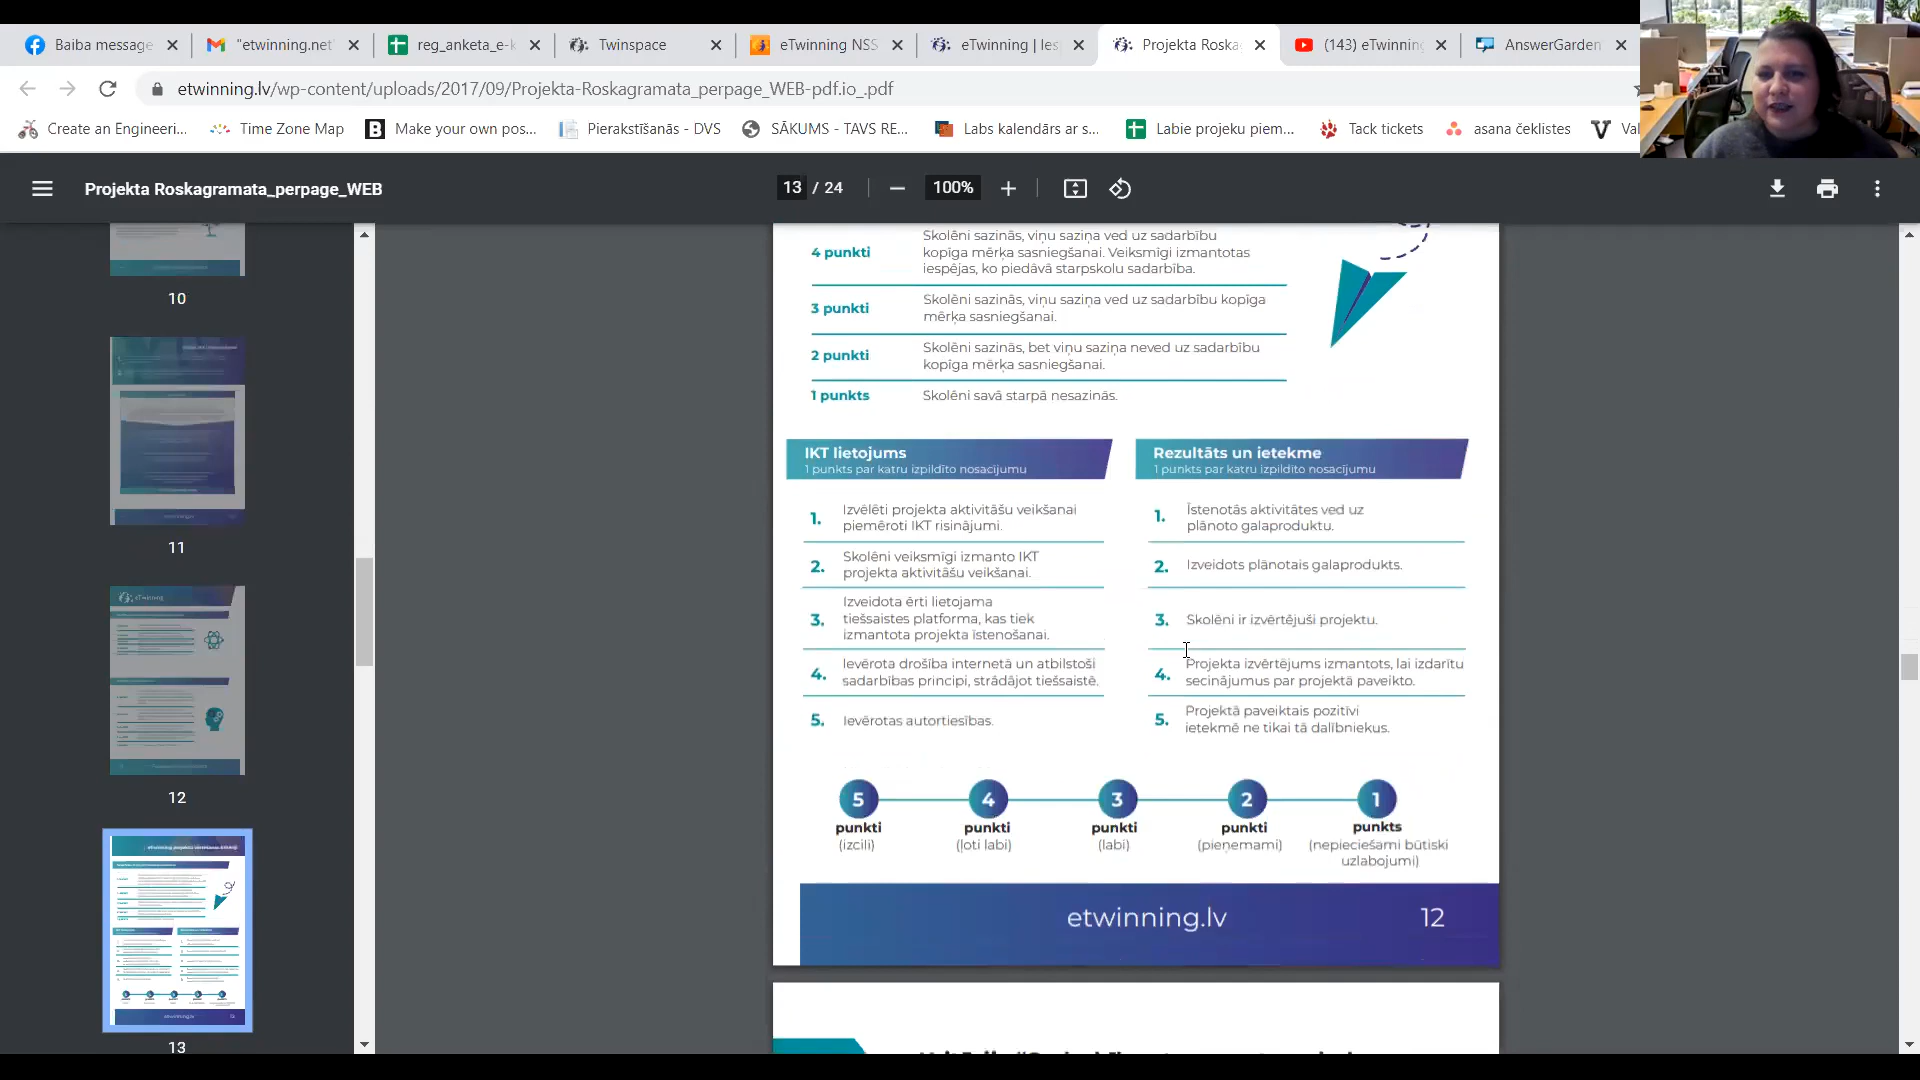 Baiba message
"etwinning.net"
reg_anketa_e-k
Twinspace
eTwinning NSS
eTwinning | Ies
Projekta Roska
(143) eTwinning
AnswerGarden
etwinning.lv/wp-content/uploads/2017/09/Projekta-Roskagramata_perpage_WEB-pdf.io_.pdf
Create an Engineeri...
Time Zone Map
Make your own pos...
Pierakstīšanās - DVS
SĀKUMS - TAVS RE...
Labs kalendārs ar s...
Labie projeku piem...
Tack tickets
asana čeklistes
Val
Projekta Roskagramata_perpage_WEB
13 / 24
100%
10
11
12
13
4 punkti
Skolēni sazinās, viņu saziņa ved uz sadarbību
kopīga mērķa sasniegšanai. Veiksmīgi izmantotas
iespējas, ko piedāvā starpskolu sadarbība.
3 punkti
Skolēni sazinās, viņu saziņa ved uz sadarbību kopīga
mērķa sasniegšanai.
2 punkti
Skolēni sazinās, bet viņu saziņa neved uz sadarbību
kopīga mērķa sasniegšanai.
1 punkts
Skolēni savā starpā nesazinās.
IKT lietojums
1 punkts par katru izpildīto nosacījumu
1. Izvēlēti projekta aktivitāšu veikšanai
piemēroti IKT risinājumi.
2. Skolēni veiksmīgi izmanto IKT
projekta aktivitāšu veikšanai.
3. Izveidota ērti lietojama
tiešsaistes platforma, kas tiek
izmantota projekta īstenošanai.
4. Ievērota drošība internetā un atbilstoši
sadarbības principi, strādājot tiešsaistē.
5. Ievērotas autortiesības.
Rezultāts un ietekme
1 punkts par katru izpildīto nosacījumu
1. Īstenotās aktivitātes ved uz
plānoto galaproduktu.
2. Izveidots plānotais galaprodukts.
3. Skolēni ir izvērtējuši projektu.
4. Projekta izvērtējums izmantots, lai izdarītu
secinājumus par projektā paveikto.
5. Projektā paveiktais pozitīvi
ietekmē ne tikai tā dalībniekus.
5
punkti
(izcili)
4
punkti
(ļoti labi)
3
punkti
(labi)
2
punkti
(pieņemami)
1
punkts
(nepieciešami būtiski
uzlabojumi)
etwinning.lv
12